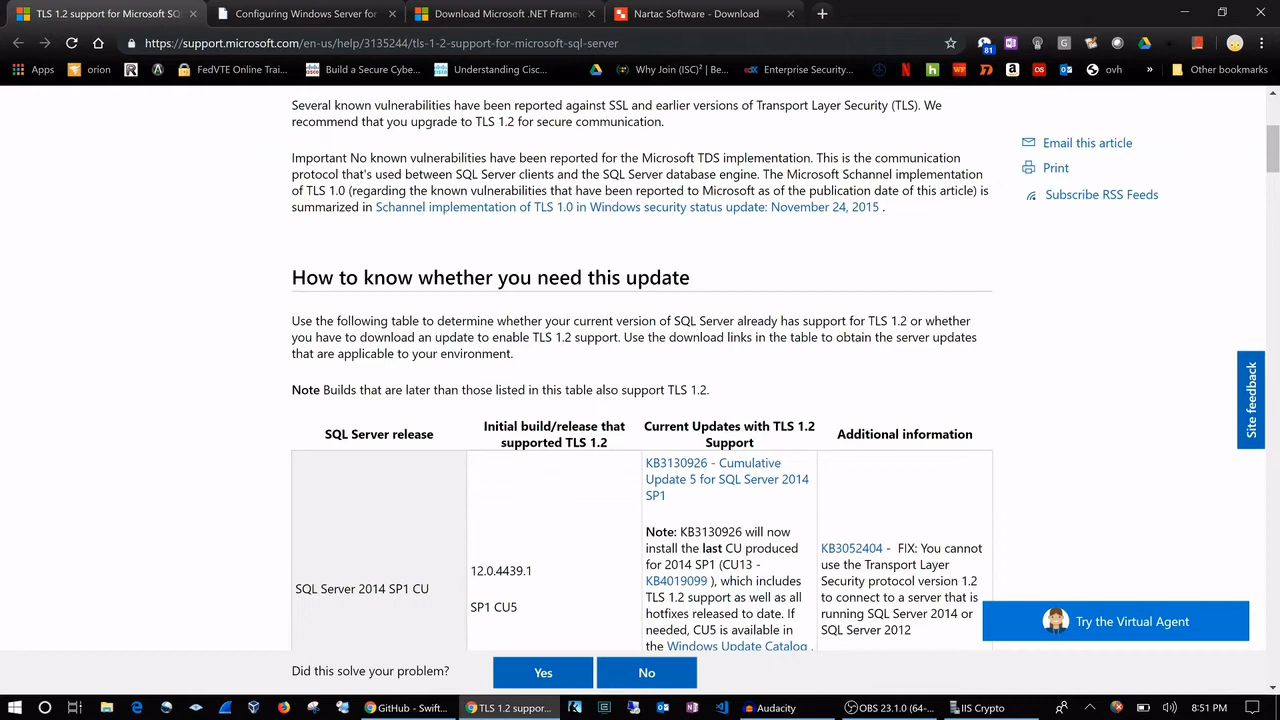 TLS 1.2 support for Microsoft SQL
Configuring Windows Server for
Download Microsoft .NET Frame
Nartac Software - Download
https://support.microsoft.com/en-us/help/3135244/tls-1-2-support-for-microsoft-sql-server
81
Apps
orion
FedVTE Online Trai...
Build a Secure Cybe...
Understanding Cisc...
Why Join (ISC)² | Be...
Enterprise Security...
ovh
»
Other bookmarks
Several known vulnerabilities have been reported against SSL and earlier versions of Transport Layer Security (TLS). We
recommend that you upgrade to TLS 1.2 for secure communication.
Important No known vulnerabilities have been reported for the Microsoft TDS implementation. This is the communication
protocol that's used between SQL Server clients and the SQL Server database engine. The Microsoft Schannel implementation
of TLS 1.0 (regarding the known vulnerabilities that have been reported to Microsoft as of the publication date of this article) is
summarized in Schannel implementation of TLS 1.0 in Windows security status update: November 24, 2015 .
Email this article
Print
Subscribe RSS Feeds
How to know whether you need this update
Use the following table to determine whether your current version of SQL Server already has support for TLS 1.2 or whether
you have to download an update to enable TLS 1.2 support. Use the download links in the table to obtain the server updates
that are applicable to your environment.
Note Builds that are later than those listed in this table also support TLS 1.2.
Site feedback
SQL Server release
Initial build/release that
supported TLS 1.2
Current Updates with TLS 1.2
Support
Additional information
SQL Server 2014 SP1 CU
12.0.4439.1
SP1 CU5
KB3130926 - Cumulative
Update 5 for SQL Server 2014
SP1
Note: KB3130926 will now
install the last CU produced
for 2014 SP1 (CU13 -
KB4019099 ), which includes
TLS 1.2 support as well as all
hotfixes released to date. If
needed, CU5 is available in
the Windows Update Catalog .
KB3052404 - FIX: You cannot
use the Transport Layer
Security protocol version 1.2
to connect to a server that is
running SQL Server 2014 or
SQL Server 2012
Try the Virtual Agent
Did this solve your problem?
Yes
No
GitHub - Swift...
TLS 1.2 suppor...
Audacity
OBS 23.1.0 (64-...
IIS Crypto
8:51 PM